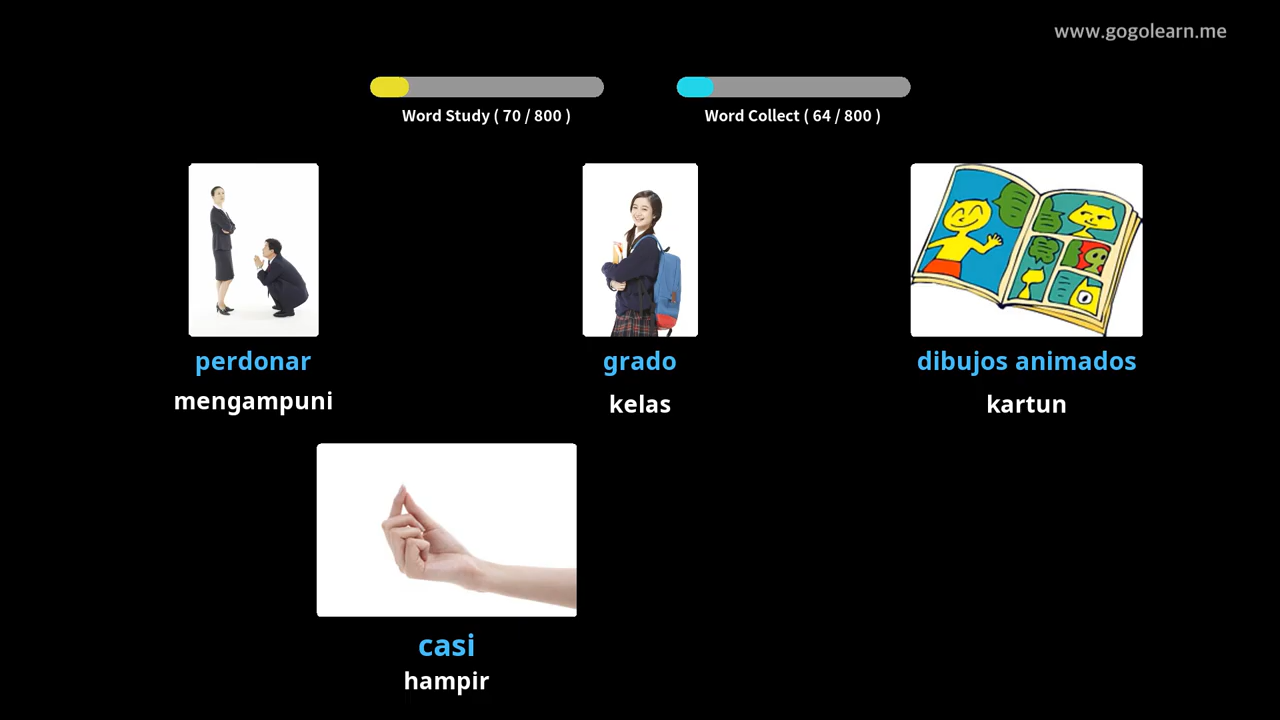 www.gogolearn.me
Word Study ( 70 / 800 )
Word Collect ( 64 / 800 )
perdonar
mengampuni
grado
kelas
dibujos animados
kartun
casi
hampir